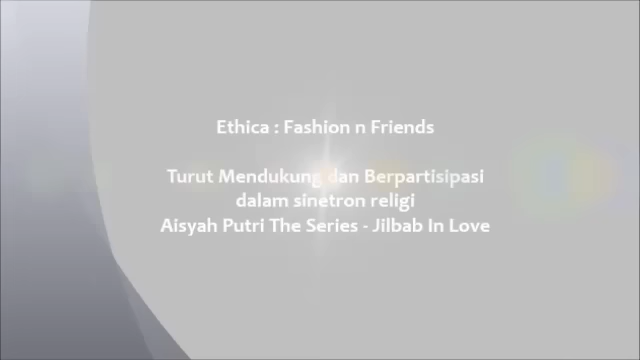 Ethica : Fashion n Friends
Turut Mendukung dan Berpartisipasi
dalam sinetron religi
Aisyah Putri The Series - Jilbab In Love